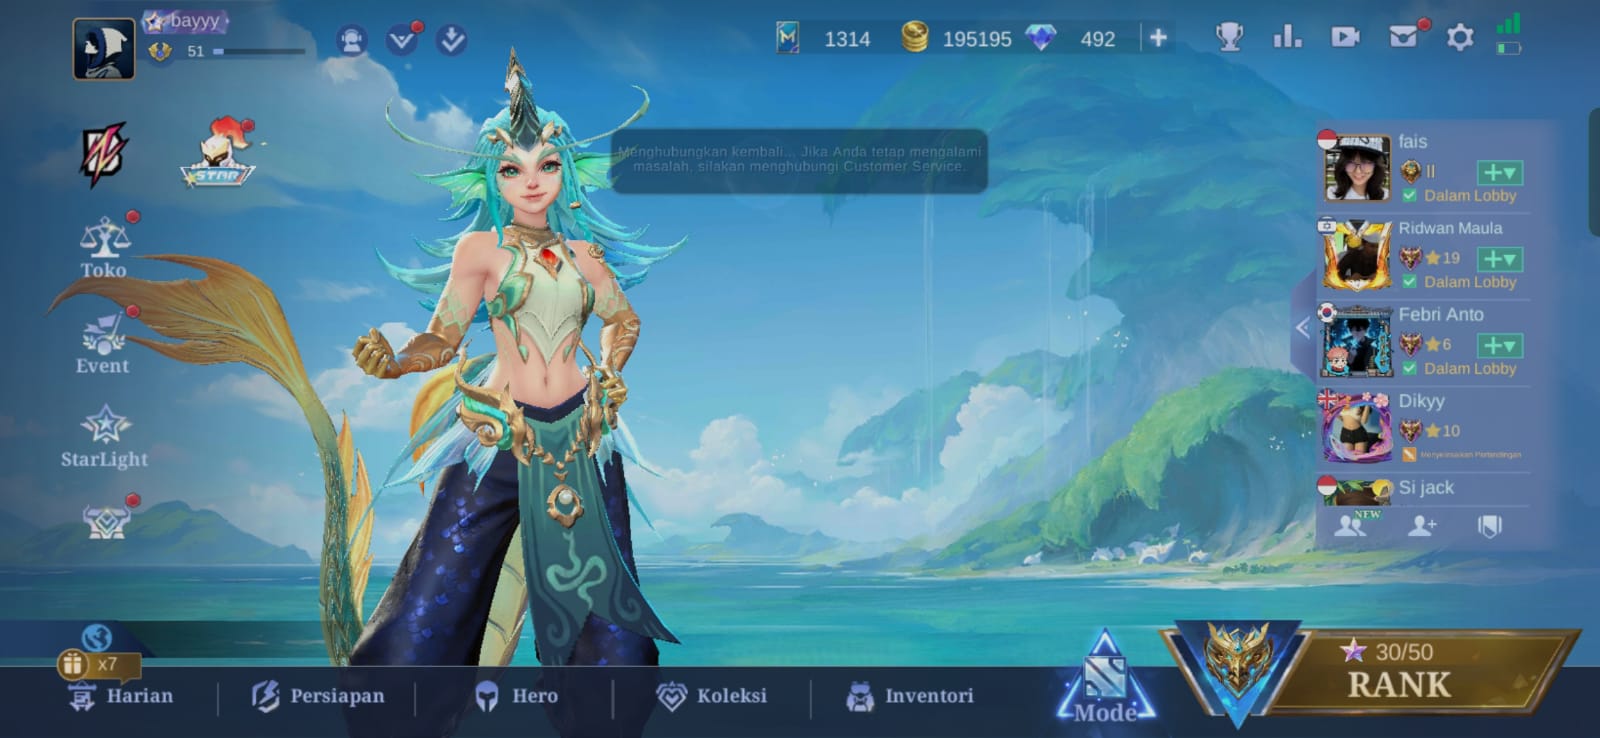 bayyy
51
1314
195195
492
STAR
Menghubungkan kembali... Jika Anda tetap mengalami
masalah, silakan menghubungi Customer Service.
Toko
Event
StarLight
fais
II
Dalam Lobby
Ridwan Maula
19
Dalam Lobby
Febri Anto
6
Dalam Lobby
Dikyy
10
Menyelesaikan Pertandingan
Si jack
NEW
x7
Harian
Persiapan
Hero
Koleksi
Inventori
Mode
30/50
RANK